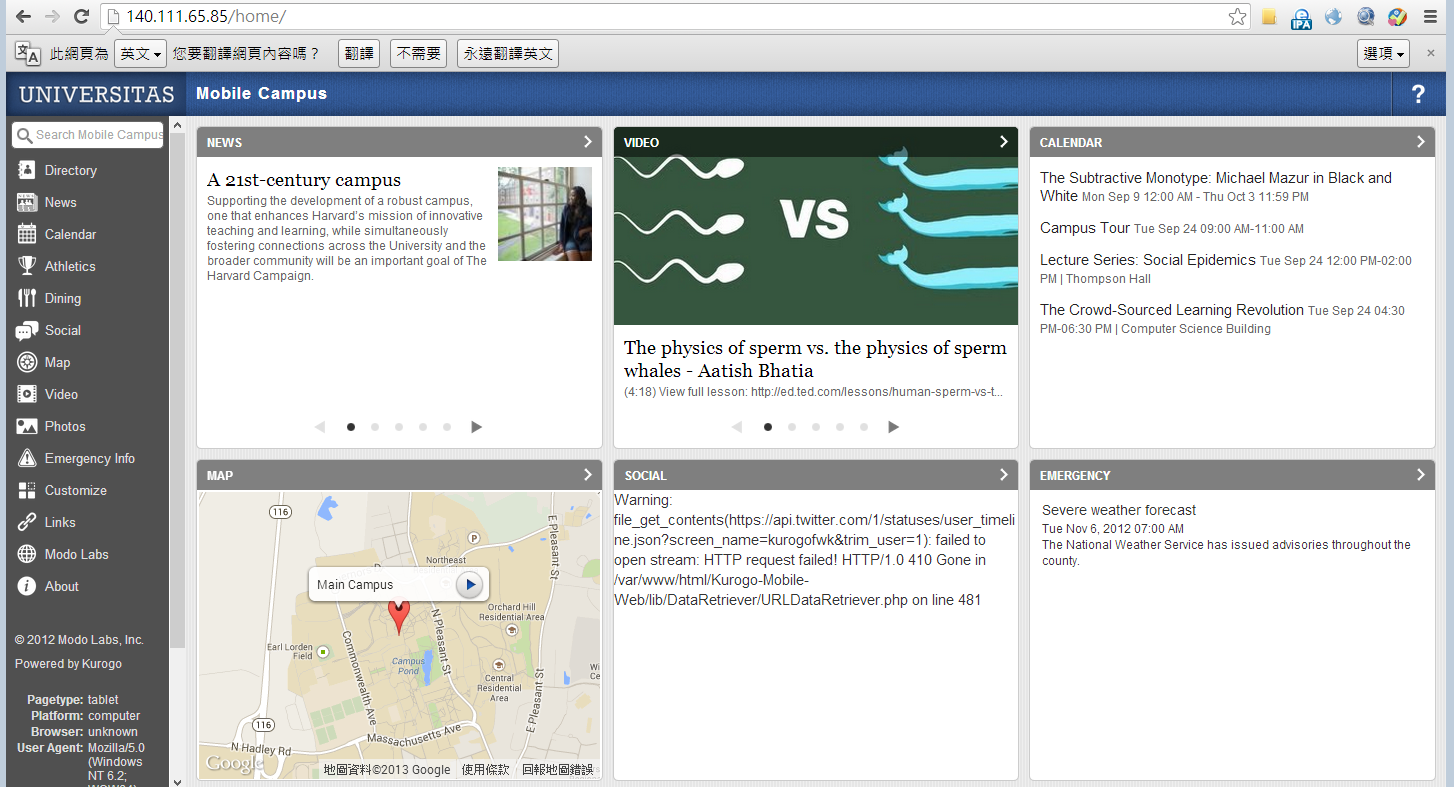 140.111.65.85/home/
此網頁為 英文 您要翻譯網頁內容嗎？ 翻譯 不需要 永遠翻譯英文 選項
UNIVERSITAS Mobile Campus ?
Search Mobile Campus
Directory
News
Calendar
Athletics
Dining
Social
Map
Video
Photos
Emergency Info
Customize
Links
Modo Labs
About
© 2012 Modo Labs, Inc.
Powered by Kurogo
Pagetype: tablet
Platform: computer
Browser: unknown
User Agent: Mozilla/5.0
(Windows
NT 6.2;
NEWS
A 21st-century campus
Supporting the development of a robust campus,
one that enhances Harvard's mission of innovative
teaching and learning, while simultaneously
fostering connections across the University and the
broader community will be an important goal of The
Harvard Campaign.
VIDEO
VS
The physics of sperm vs. the physics of sperm
whales - Aatish Bhatia
(4:18) View full lesson: http://ed.ted.com/lessons/human-sperm-vs-t...
CALENDAR
The Subtractive Monotype: Michael Mazur in Black and
White Mon Sep 9 12:00 AM - Thu Oct 3 11:59 PM
Campus Tour Tue Sep 24 09:00 AM-11:00 AM
Lecture Series: Social Epidemics Tue Sep 24 12:00 PM-02:00
PM | Thompson Hall
The Crowd-Sourced Learning Revolution Tue Sep 24 04:30
PM-06:30 PM | Computer Science Building
MAP
116
P
E Pleasant St
Northeast
Main Campus
Orchard Hill
Residential Area
N Pleasant St
Earl Lorden
Field
Commonwealth Ave
Campus
Pond
Central
Residential
Area
E Pleasant St
116
Massachusetts Ave
N Hadley Rd
Google
地圖資料©2013 Google 使用條款 回報地圖錯誤
SOCIAL
Warning:
file_get_contents(https://api.twitter.com/1/statuses/user_timeli
ne.json?screen_name=kurogofwk&trim_user=1): failed to
open stream: HTTP request failed! HTTP/1.0 410 Gone in
/var/www/html/Kurogo-Mobile-
Web/lib/DataRetriever/URLDataRetriever.php on line 481
EMERGENCY
Severe weather forecast
Tue Nov 6, 2012 07:00 AM
The National Weather Service has issued advisories throughout the
county.